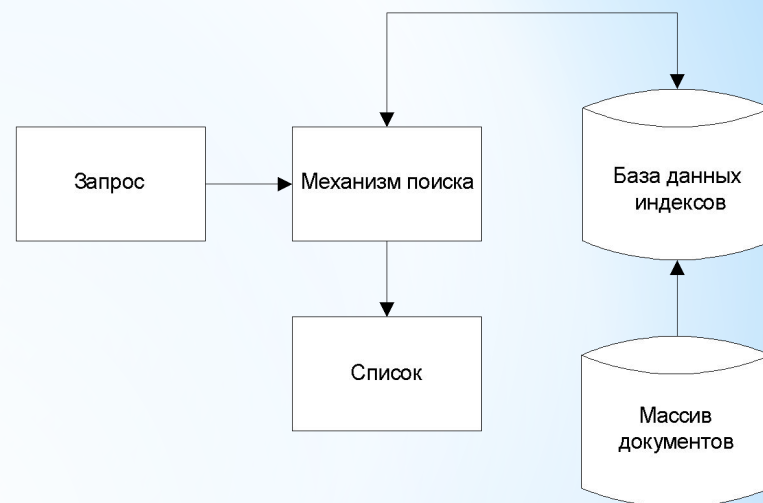 Запрос
Механизм поиска
База данных
индексов
Список
Массив
документов